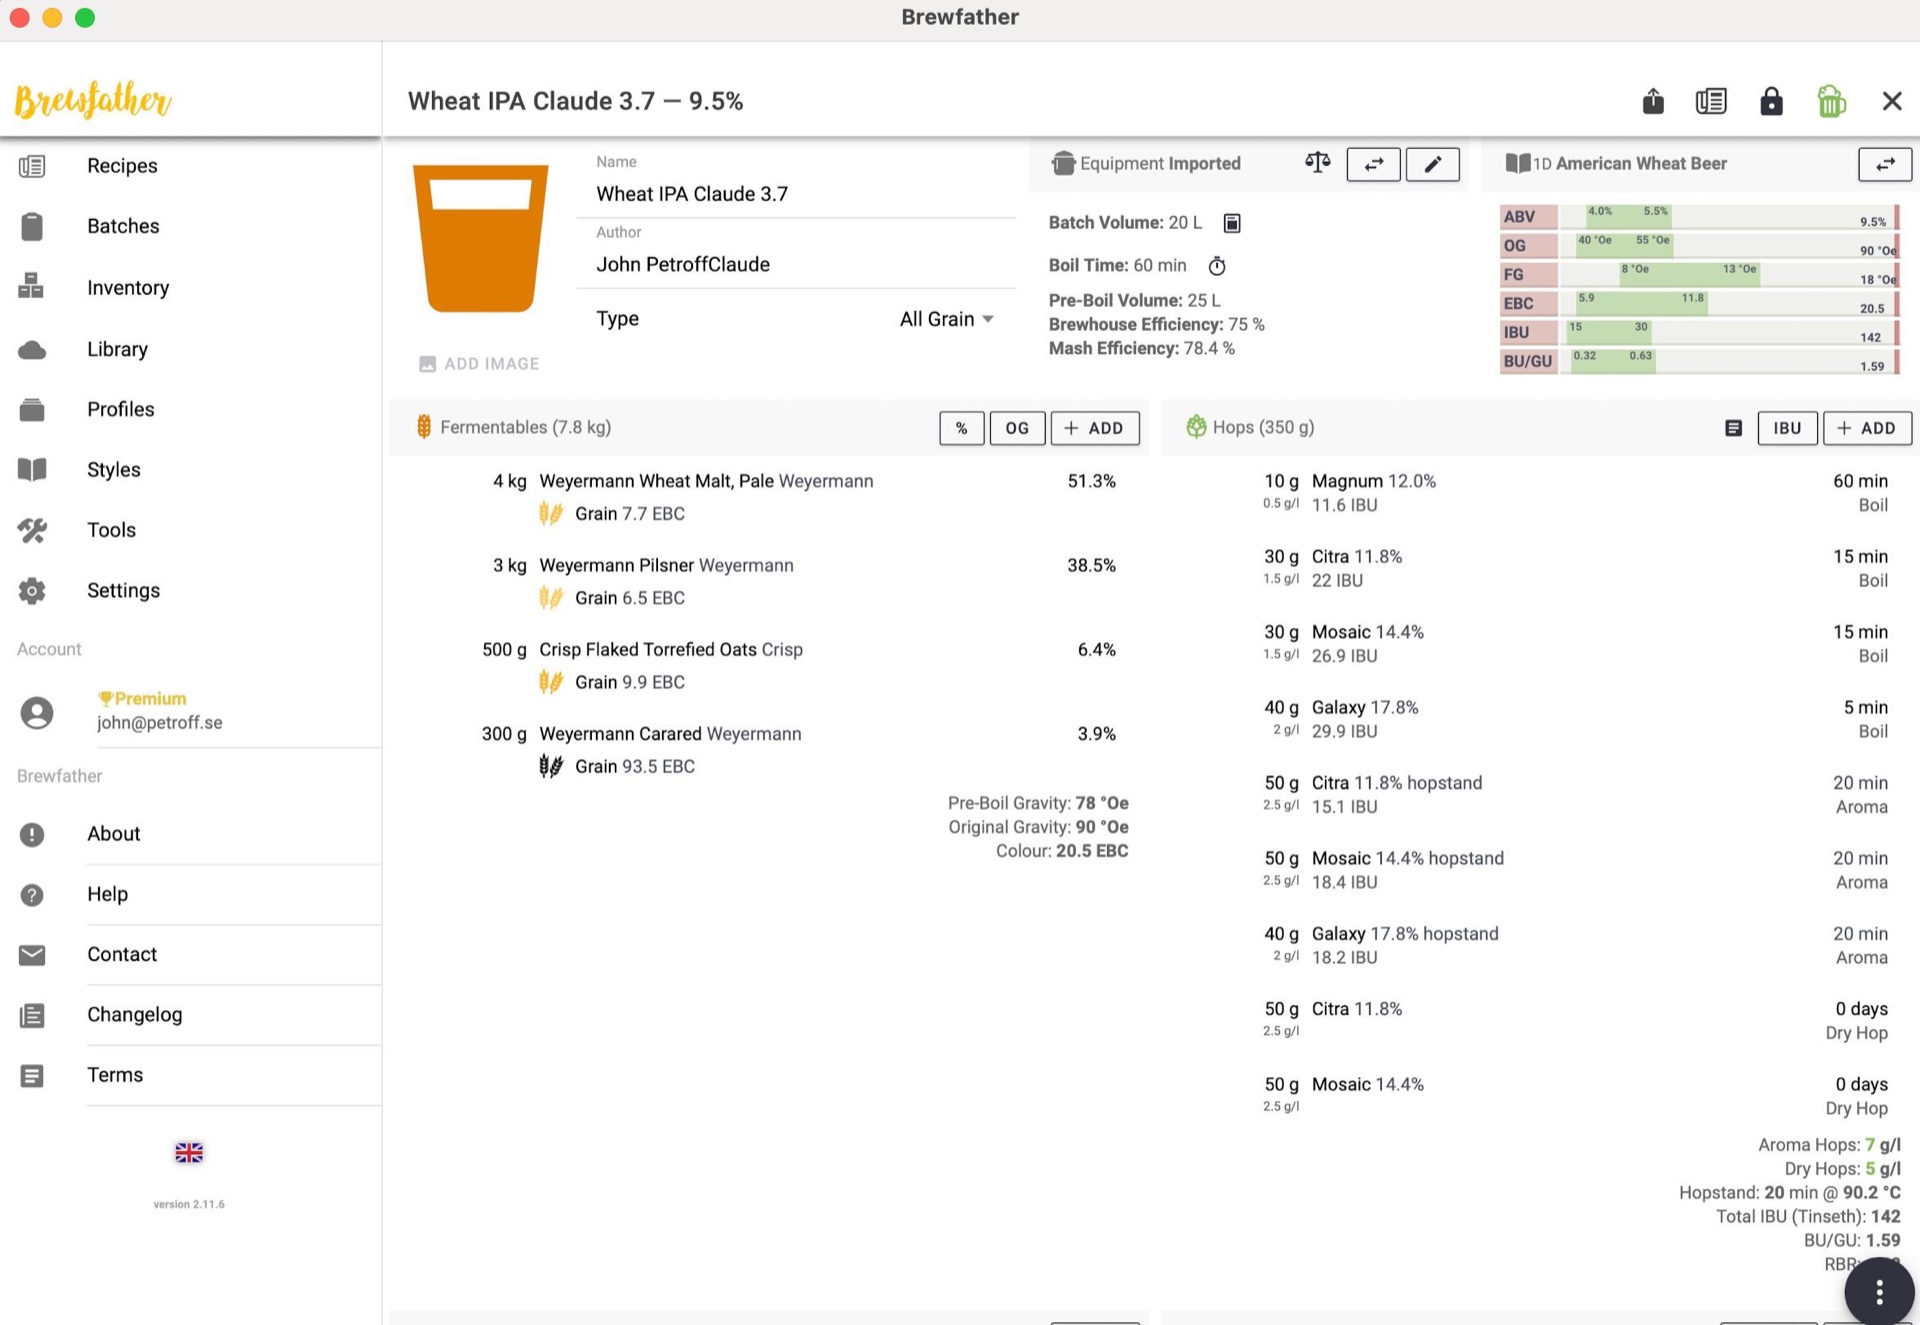 Brewfather
Brewfather
Wheat IPA Claude 3.7 — 9.5%
Recipes
Batches
Inventory
Library
Profiles
Styles
Tools
Settings
Account
Premium
john@petroff.se
Brewfather
About
Help
Contact
Changelog
Terms
version 2.11.6
Name
Wheat IPA Claude 3.7
Author
John PetroffClaude
Type
All Grain
ADD IMAGE
Equipment Imported
Batch Volume: 20 L
Boil Time: 60 min
Pre-Boil Volume: 25 L
Brewhouse Efficiency: 75 %
Mash Efficiency: 78.4 %
1D American Wheat Beer
ABV 4.0% 5.5% 9.5%
OG 40 °Oe 55 °Oe 90 °Oe
FG 8 °Oe 13 °Oe 18 °Oe
EBC 5.9 11.8 20.5
IBU 15 30 142
BU/GU 0.32 0.63 1.59
Fermentables (7.8 kg)
% OG + ADD
4 kg Weyermann Wheat Malt, Pale Weyermann 51.3%
Grain 7.7 EBC
3 kg Weyermann Pilsner Weyermann 38.5%
Grain 6.5 EBC
500 g Crisp Flaked Torrefied Oats Crisp 6.4%
Grain 9.9 EBC
300 g Weyermann Carared Weyermann 3.9%
Grain 93.5 EBC
Pre-Boil Gravity: 78 °Oe
Original Gravity: 90 °Oe
Colour: 20.5 EBC
Hops (350 g)
IBU + ADD
10 g Magnum 12.0% 60 min
0.5 g/l 11.6 IBU Boil
30 g Citra 11.8% 15 min
1.5 g/l 22 IBU Boil
30 g Mosaic 14.4% 15 min
1.5 g/l 26.9 IBU Boil
40 g Galaxy 17.8% 5 min
2 g/l 29.9 IBU Boil
50 g Citra 11.8% hopstand 20 min
2.5 g/l 15.1 IBU Aroma
50 g Mosaic 14.4% hopstand 20 min
2.5 g/l 18.4 IBU Aroma
40 g Galaxy 17.8% hopstand 20 min
2 g/l 18.2 IBU Aroma
50 g Citra 11.8% 0 days
2.5 g/l Dry Hop
50 g Mosaic 14.4% 0 days
2.5 g/l Dry Hop
Aroma Hops: 7 g/l
Dry Hops: 5 g/l
Hopstand: 20 min @ 90.2 °C
Total IBU (Tinseth): 142
BU/GU: 1.59
RBR: